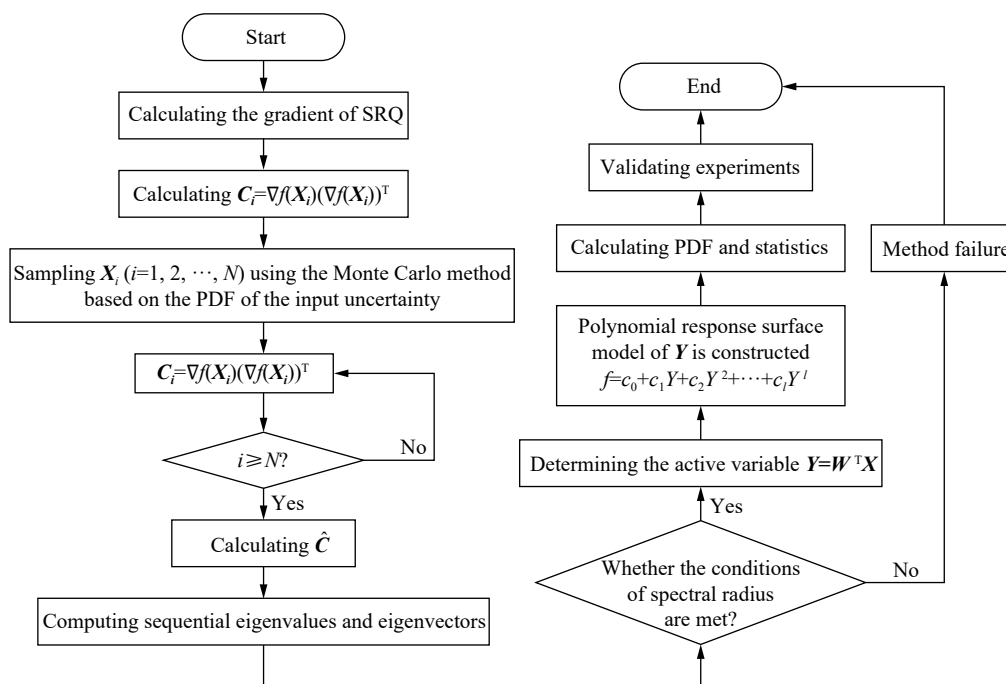 Start
Calculating the gradient of SRQ
Calculating C_i=∇f(X_i)(∇f(X_i))^T
Sampling X_i (i=1, 2, ⋯, N) using the Monte Carlo method
based on the PDF of the input uncertainty
C_i=∇f(X_i)(∇f(X_i))^T
No
i⩾N?
Yes
Calculating Ĉ
Computing sequential eigenvalues and eigenvectors
End
Validating experiments
Calculating PDF and statistics
Method failure
Polynomial response surface
model of Y is constructed
f=c_0+c_1Y+c_2Y^2+⋯+c_lY^l
Determining the active variable Y=W^TX
Yes
Whether the conditions
of spectral radius
are met?
No